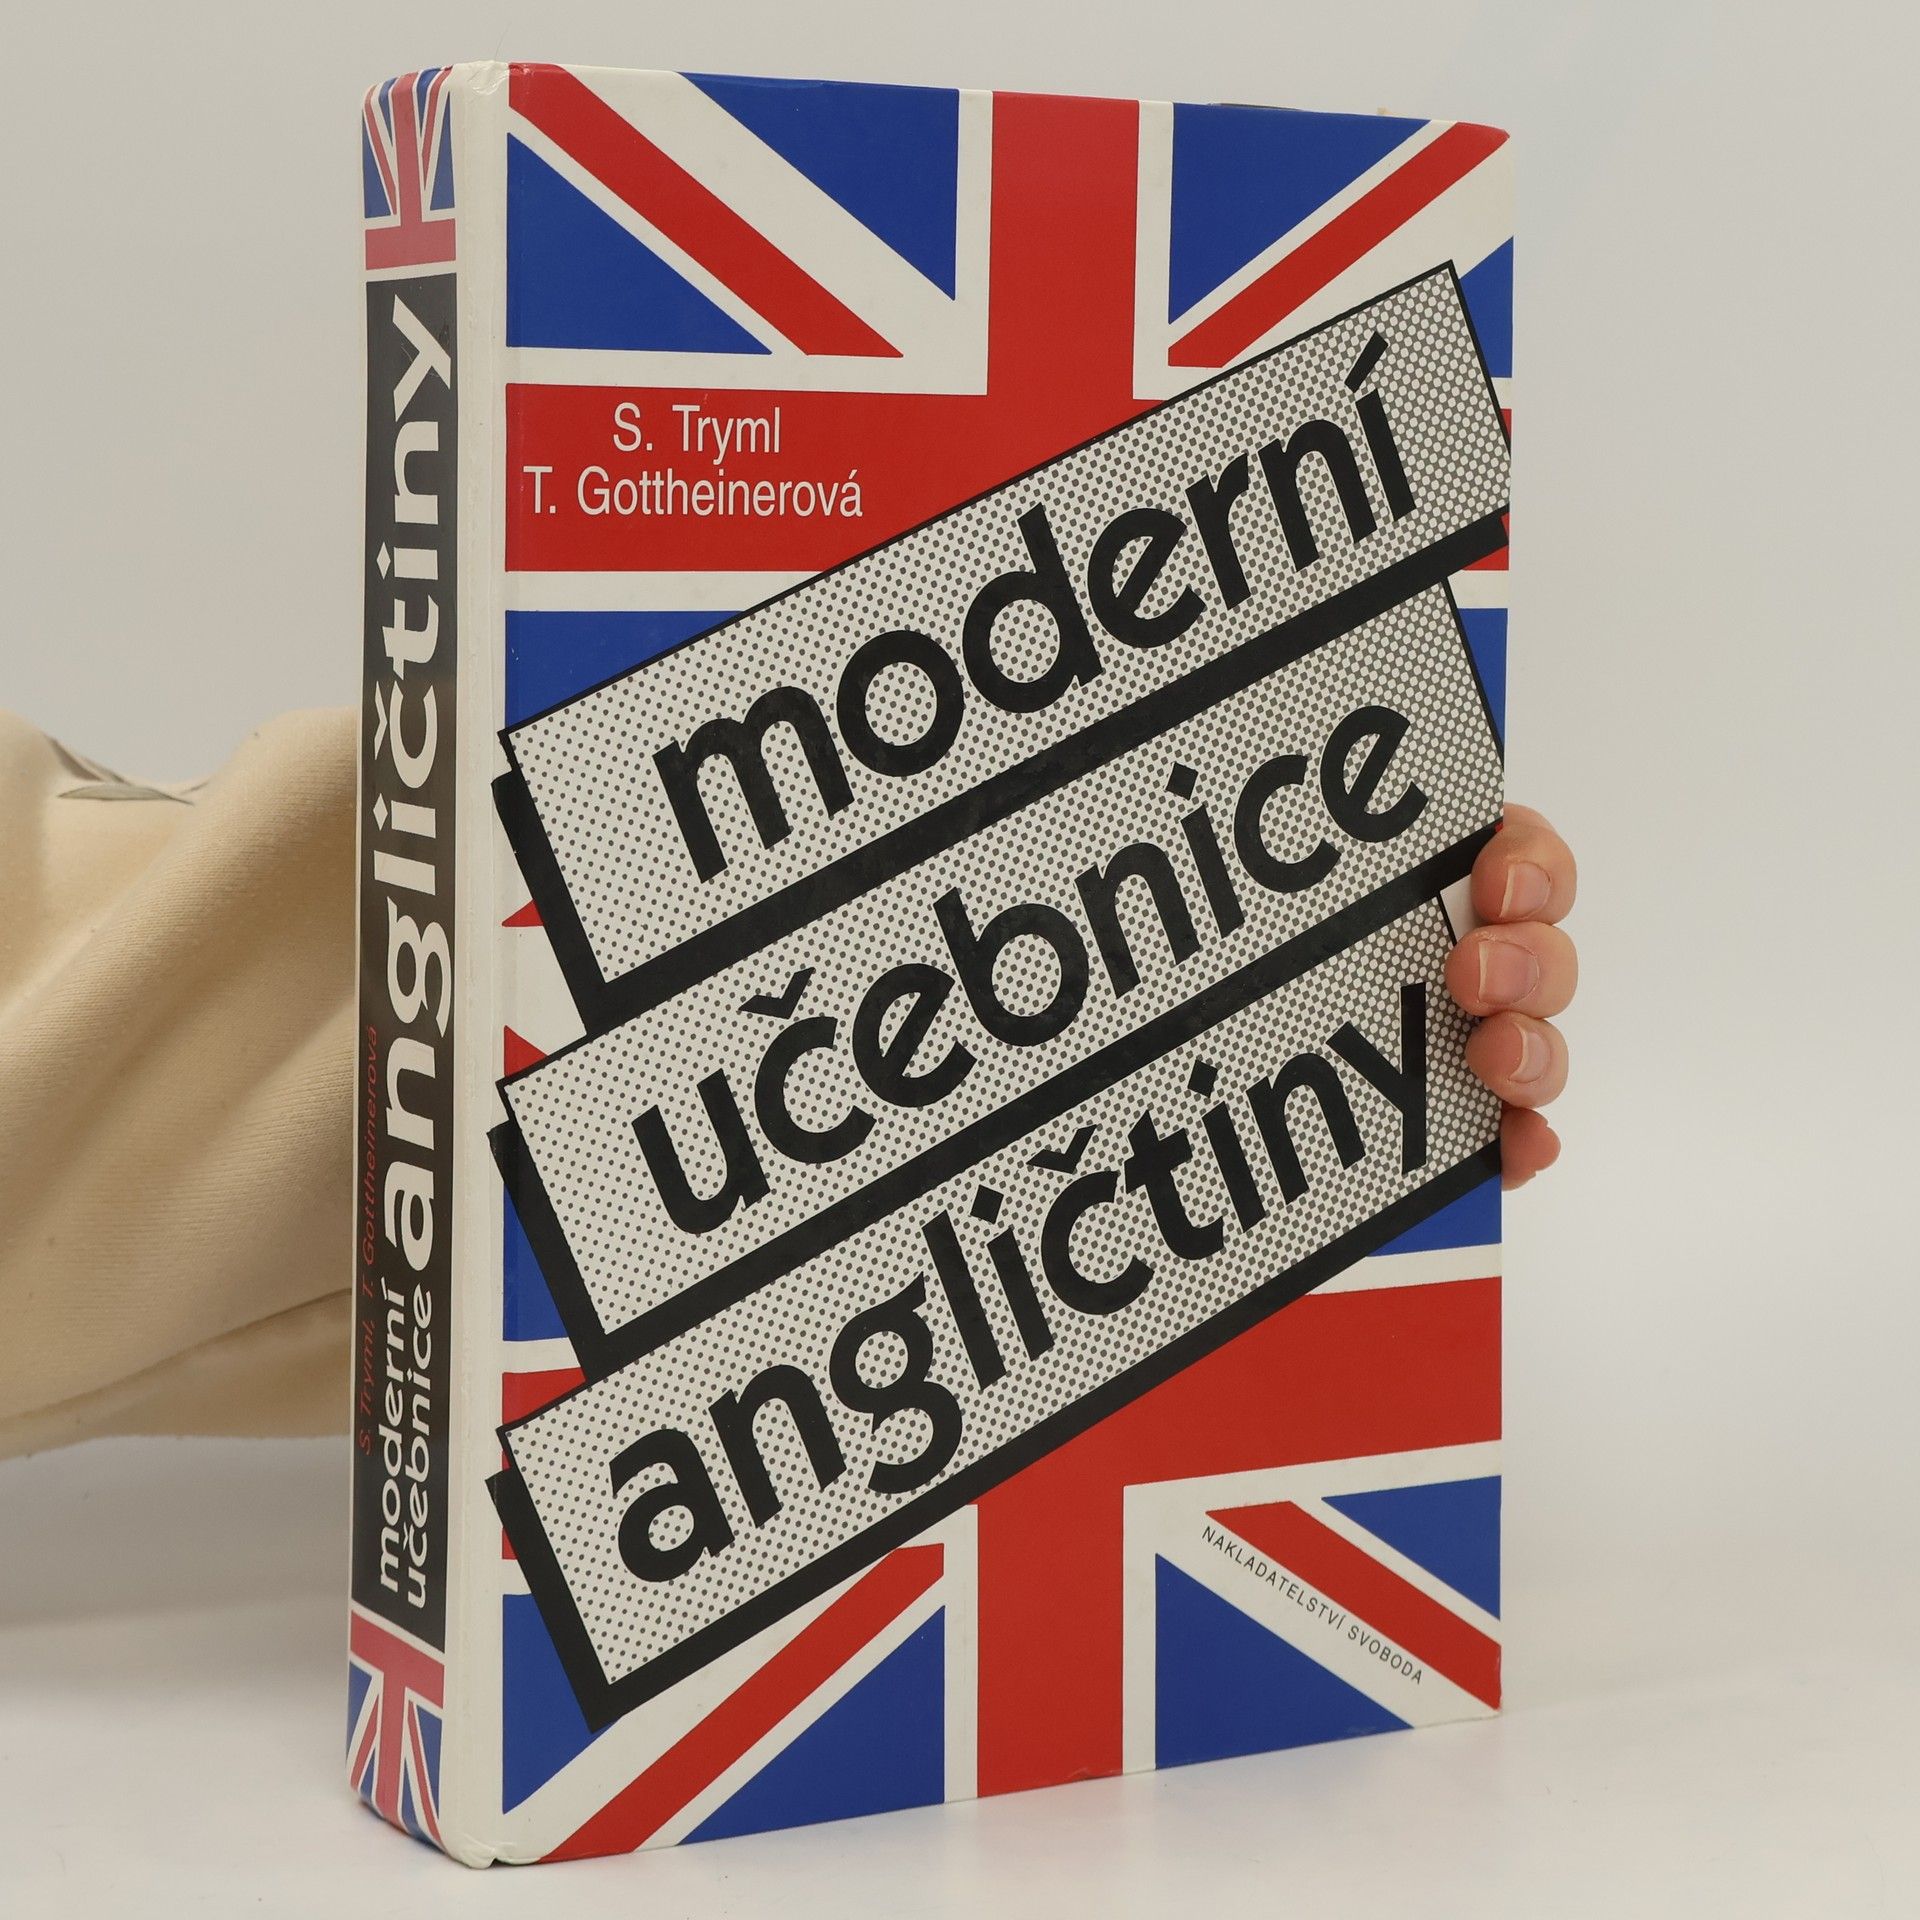 S. Tryml
T. Gottheinerová
moderní
učebnice
angličtiny
NAKLADATELSTVÍ SVOBODA
S. Tryml, T. Gottheinerová
moderní
učebnice
angličtiny